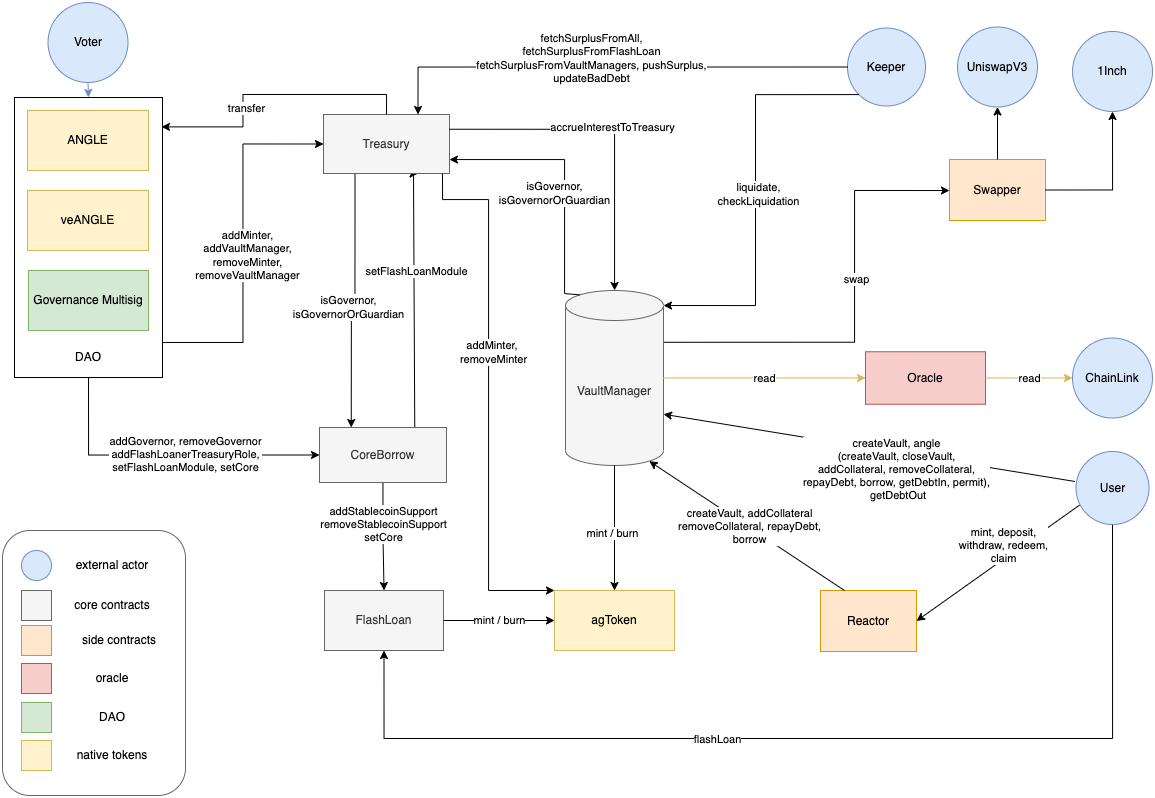 Voter
fetchSurplusFromAll,
fetchSurplusFromFlashLoan
fetchSurplusFromVaultManagers, pushSurplus,
updateBadDebt
Keeper
UniswapV3
1Inch
transfer
ANGLE
Treasury
accrueInterestToTreasury
isGovernor,
isGovernorOrGuardian
liquidate,
checkLiquidation
Swapper
veANGLE
addMinter,
addVaultManager,
removeMinter,
removeVaultManager
setFlashLoanModule
swap
Governance Multisig
isGovernor,
isGovernorOrGuardian
DAO
addMinter,
removeMinter
VaultManager
read
Oracle
read
ChainLink
addGovernor, removeGovernor
addFlashLoanerTreasuryRole,
setFlashLoanModule, setCore
CoreBorrow
createVault, angle
(createVault, closeVault,
addCollateral, removeCollateral,
repayDebt, borrow, getDebtIn, permit),
getDebtOut
User
addStablecoinSupport
removeStablecoinSupport
setCore
mint / burn
createVault, addCollateral
removeCollateral, repayDebt,
borrow
mint, deposit,
withdraw, redeem,
claim
FlashLoan
mint / burn
agToken
Reactor
flashLoan
external actor
core contracts
side contracts
oracle
DAO
native tokens